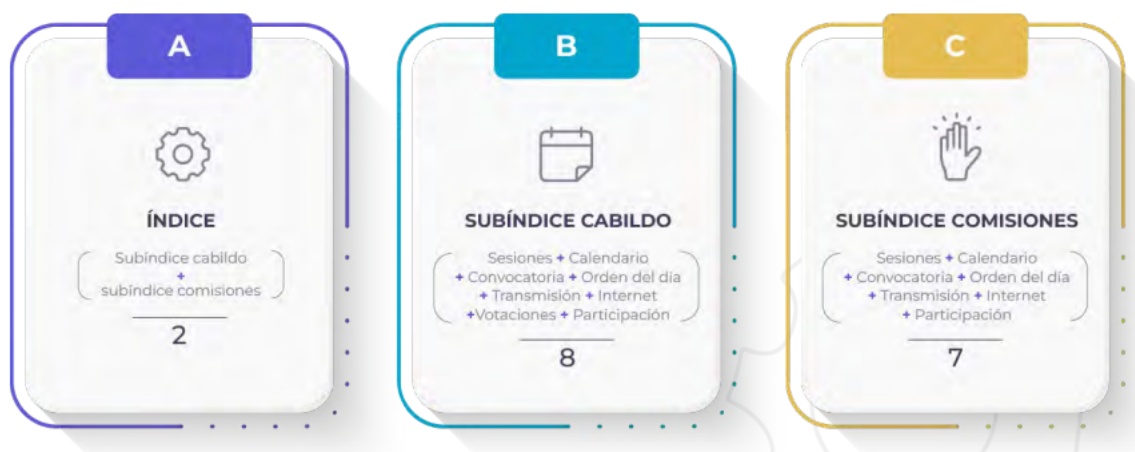 A
ÍNDICE
Subíndice cabildo
+
subíndice comisiones
2
B
SUBÍNDICE CABILDO
Sesiones + Calendario
+ Convocatoria + Orden del día
+ Transmisión + Internet
+Votaciones + Participación
8
C
SUBÍNDICE COMISIONES
Sesiones + Calendario
+ Convocatoria + Orden del día
+ Transmisión + Internet
+ Participación
7